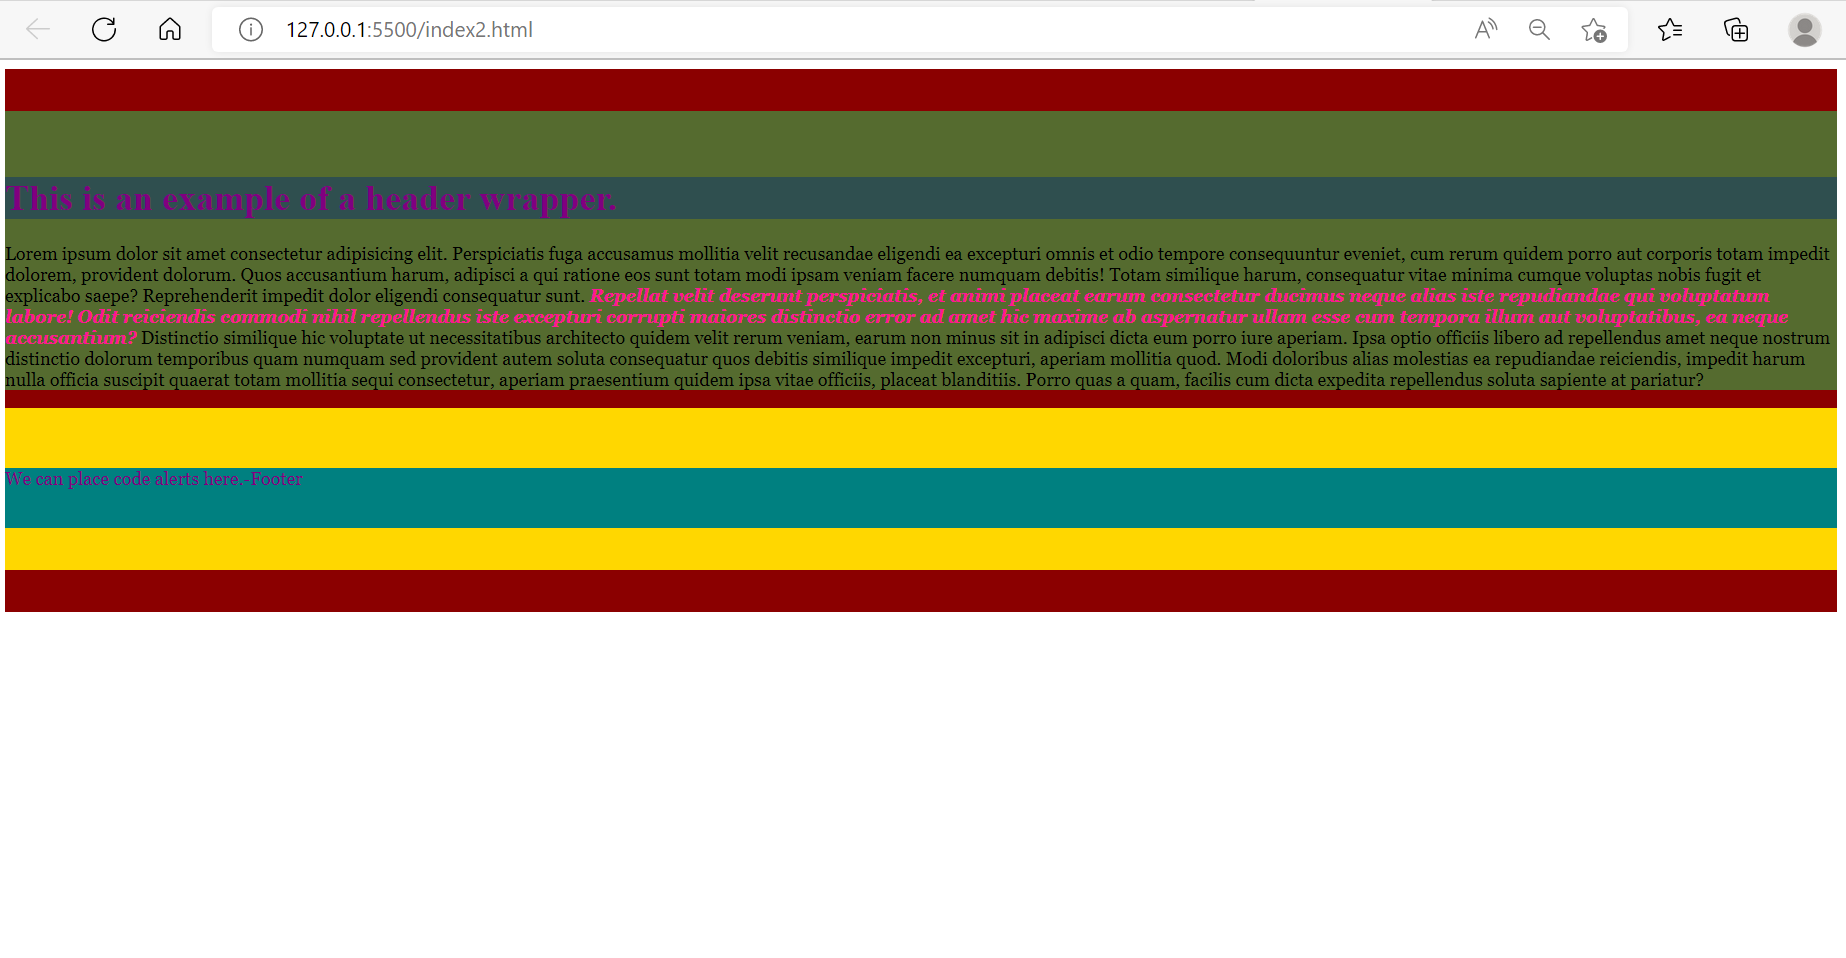 127.0.0.1:5500/index2.html
This is an example of a header wrapper.
Lorem ipsum dolor sit amet consectetur adipisicing elit. Perspiciatis fuga accusamus mollitia velit recusandae eligendi ea excepturi omnis et odio tempore consequuntur eveniet, cum rerum quidem porro aut corporis totam impedit
dolorem, provident dolorum. Quos accusantium harum, adipisci a qui ratione eos sunt totam modi ipsam veniam facere numquam debitis! Totam similique harum, consequatur vitae minima cumque voluptas nobis fugit et
explicabo saepe? Reprehenderit impedit dolor eligendi consequatur sunt. Repellat velit deserunt perspiciatis, et animi placeat earum consectetur ducimus neque alias iste repudiandae qui voluptatum
labore! Odit reiciendis commodi nihil repellendus iste excepturi corrupti maiores distinctio error ad amet hic maxime ab aspernatur ullam esse cum tempora illum aut voluptatibus, ea neque
accusantium? Distinctio similique hic voluptate ut necessitatibus architecto quidem velit rerum veniam, earum non minus sit in adipisci dicta eum porro iure aperiam. Ipsa optio officiis libero ad repellendus amet neque nostrum
distinctio dolorum temporibus quam numquam sed provident autem soluta consequatur quos debitis similique impedit excepturi, aperiam mollitia quod. Modi doloribus alias molestias ea repudiandae reiciendis, impedit harum
nulla officia suscipit quaerat totam mollitia sequi consectetur, aperiam praesentium quidem ipsa vitae officiis, placeat blanditiis. Porro quas a quam, facilis cum dicta expedita repellendus soluta sapiente at pariatur?
We can place code alerts here.-Footer